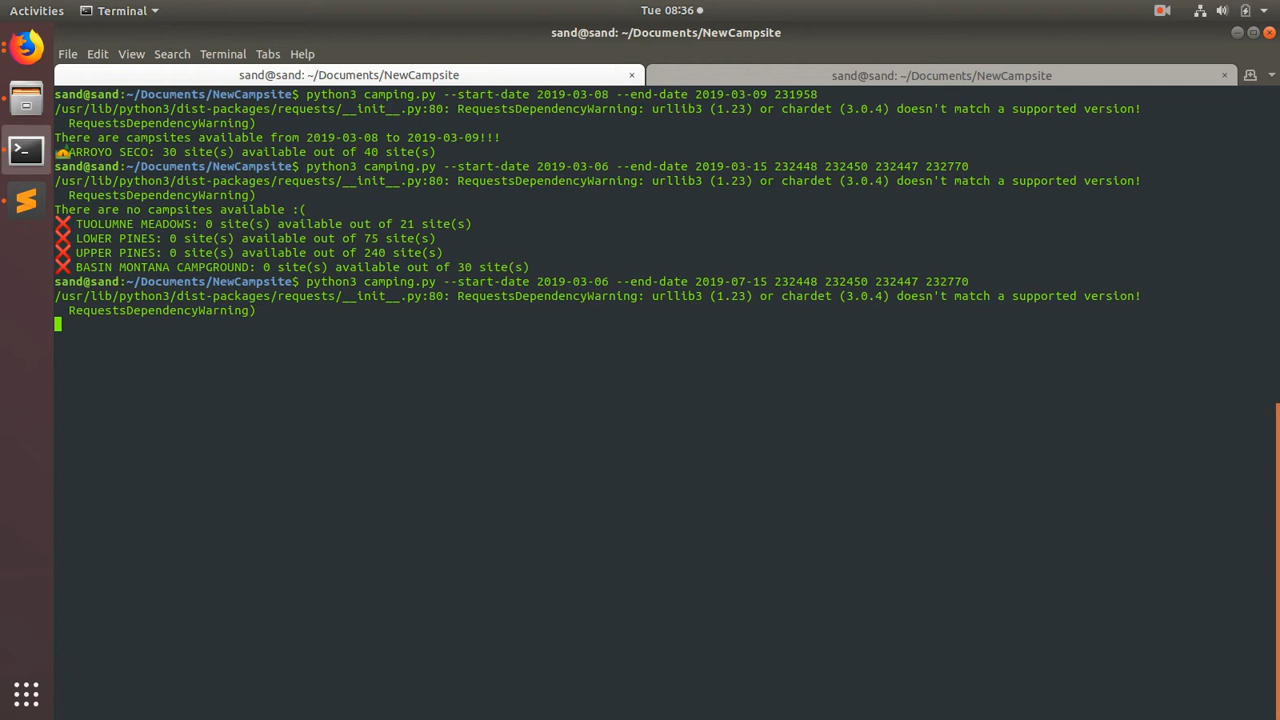 Activities Terminal Tue 08:36
sand@sand: ~/Documents/NewCampsite
File Edit View Search Terminal Tabs Help
sand@sand: ~/Documents/NewCampsite × sand@sand: ~/Documents/NewCampsite ×
sand@sand:~/Documents/NewCampsite$ python3 camping.py --start-date 2019-03-08 --end-date 2019-03-09 231958
/usr/lib/python3/dist-packages/requests/__init__.py:80: RequestsDependencyWarning: urllib3 (1.23) or chardet (3.0.4) doesn't match a supported version!
  RequestsDependencyWarning)
There are campsites available from 2019-03-08 to 2019-03-09!!!
ARROYO SECO: 30 site(s) available out of 40 site(s)
sand@sand:~/Documents/NewCampsite$ python3 camping.py --start-date 2019-03-06 --end-date 2019-03-15 232448 232450 232447 232770
/usr/lib/python3/dist-packages/requests/__init__.py:80: RequestsDependencyWarning: urllib3 (1.23) or chardet (3.0.4) doesn't match a supported version!
  RequestsDependencyWarning)
There are no campsites available :(
❌ TUOLUMNE MEADOWS: 0 site(s) available out of 21 site(s)
❌ LOWER PINES: 0 site(s) available out of 75 site(s)
❌ UPPER PINES: 0 site(s) available out of 240 site(s)
❌ BASIN MONTANA CAMPGROUND: 0 site(s) available out of 30 site(s)
sand@sand:~/Documents/NewCampsite$ python3 camping.py --start-date 2019-03-06 --end-date 2019-07-15 232448 232450 232447 232770
/usr/lib/python3/dist-packages/requests/__init__.py:80: RequestsDependencyWarning: urllib3 (1.23) or chardet (3.0.4) doesn't match a supported version!
  RequestsDependencyWarning)